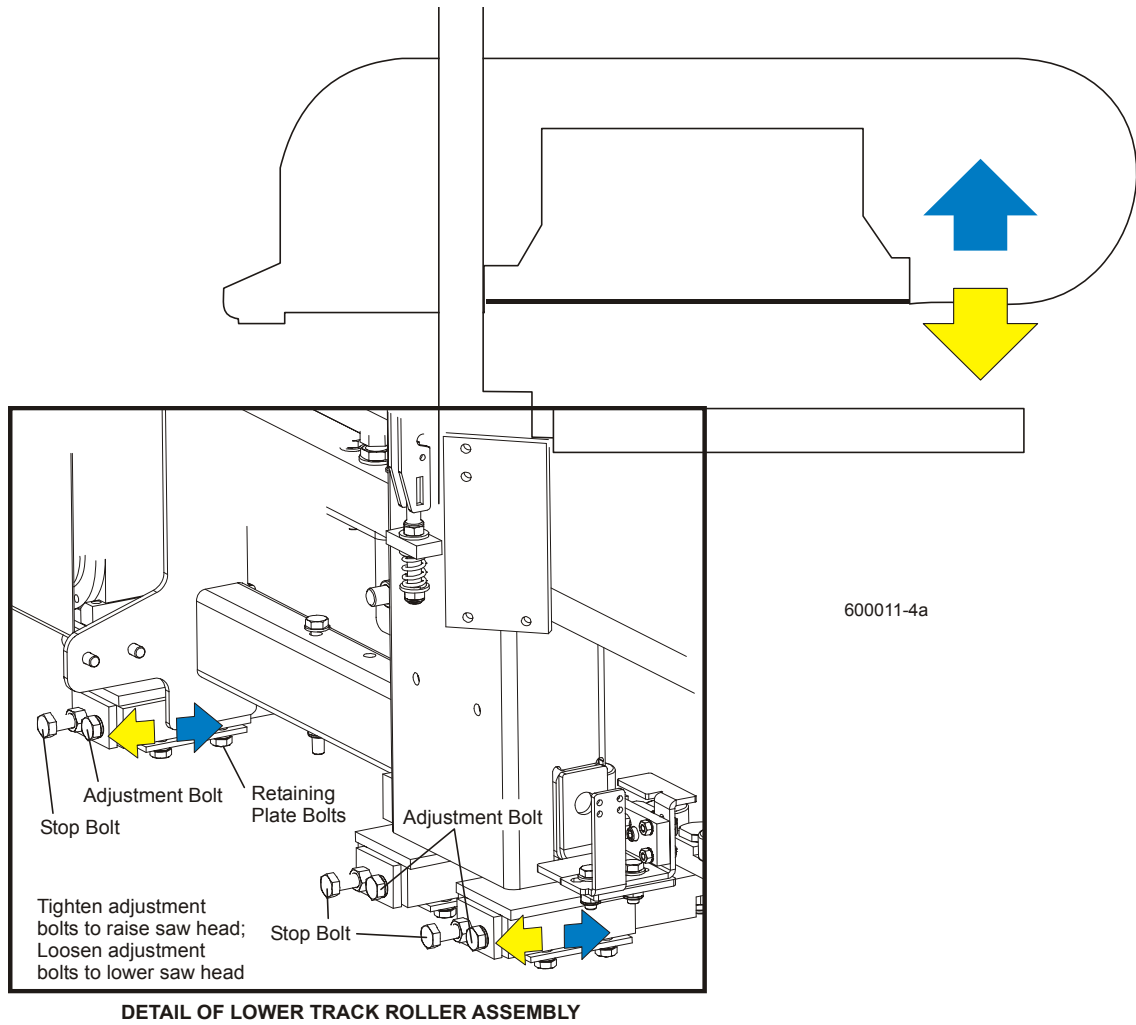 600011-4a
Adjustment Bolt
Stop Bolt
Retaining
Plate Bolts
Adjustment Bolt
Stop Bolt
Tighten adjustment
bolts to raise saw head;
Loosen adjustment
bolts to lower saw head
DETAIL OF LOWER TRACK ROLLER ASSEMBLY